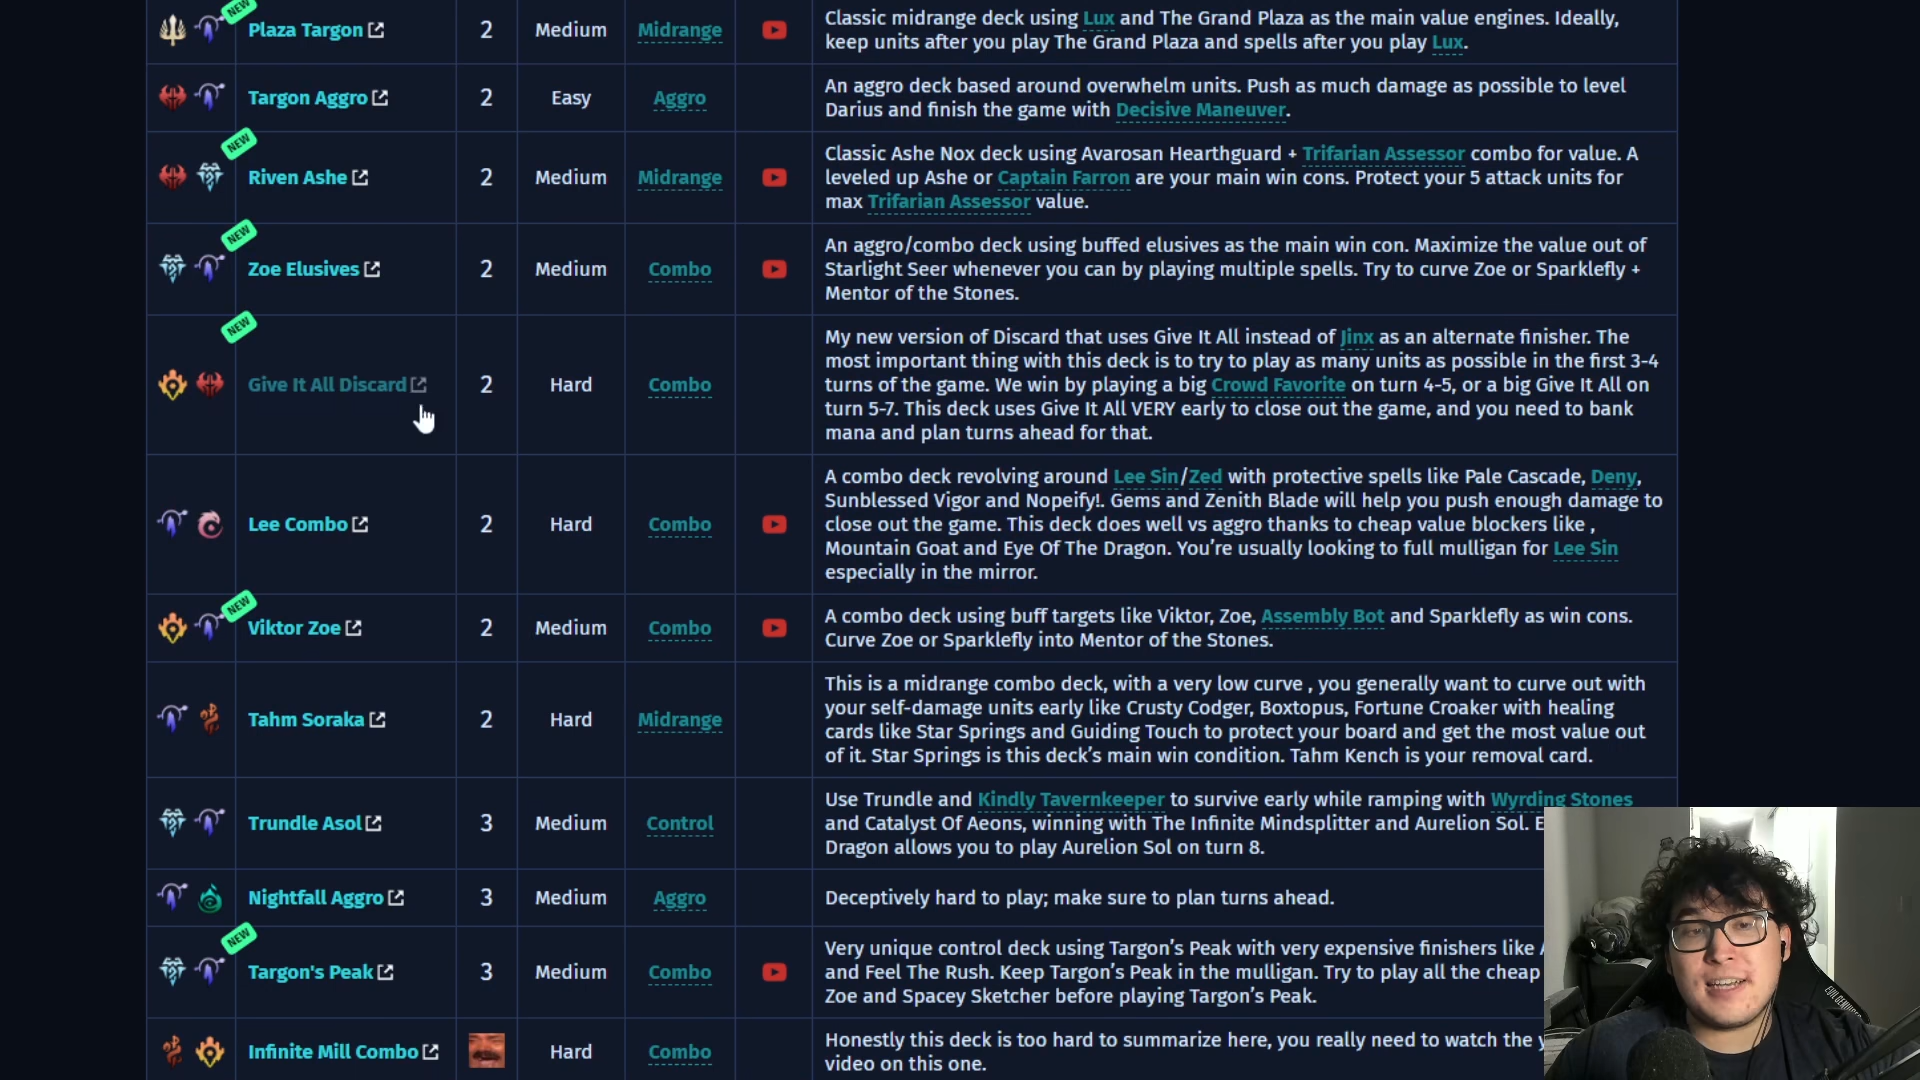 NEW
Plaza Targon
2
Medium
Midrange
Classic midrange deck using Lux and The Grand Plaza as the main value engines. Ideally,
keep units after you play The Grand Plaza and spells after you play Lux.
Targon Aggro
2
Easy
Aggro
An aggro deck based around overwhelm units. Push as much damage as possible to level
Darius and finish the game with Decisive Maneuver.
NEW
Riven Ashe
2
Medium
Midrange
Classic Ashe Nox deck using Avarosan Hearthguard + Trifarian Assessor combo for value. A
leveled up Ashe or Captain Farron are your main win cons. Protect your 5 attack units for
max Trifarian Assessor value.
NEW
Zoe Elusives
2
Medium
Combo
An aggro/combo deck using buffed elusives as the main win con. Maximize the value out of
Starlight Seer whenever you can by playing multiple spells. Try to curve Zoe or Sparklefly +
Mentor of the Stones.
NEW
Give It All Discard
2
Hard
Combo
My new version of Discard that uses Give It All instead of Jinx as an alternate finisher. The
most important thing with this deck is to try to play as many units as possible in the first 3-4
turns of the game. We win by playing a big Crowd Favorite on turn 4-5, or a big Give It All on
turn 5-7. This deck uses Give It All VERY early to close out the game, and you need to bank
mana and plan turns ahead for that.
Lee Combo
2
Hard
Combo
A combo deck revolving around Lee Sin/Zed with protective spells like Pale Cascade, Deny,
Sunblessed Vigor and Nopeify!. Gems and Zenith Blade will help you push enough damage to
close out the game. This deck does well vs aggro thanks to cheap value blockers like ,
Mountain Goat and Eye Of The Dragon. You're usually looking to full mulligan for Lee Sin
especially in the mirror.
NEW
Viktor Zoe
2
Medium
Combo
A combo deck using buff targets like Viktor, Zoe, Assembly Bot and Sparklefly as win cons.
Curve Zoe or Sparklefly into Mentor of the Stones.
Tahm Soraka
2
Hard
Midrange
This is a midrange combo deck, with a very low curve , you generally want to curve out with
your self-damage units early like Crusty Codger, Boxtopus, Fortune Croaker with healing
cards like Star Springs and Guiding Touch to protect your board and get the most value out
of it. Star Springs is this deck's main win condition. Tahm Kench is your removal card.
Trundle Asol
3
Medium
Control
Use Trundle and Kindly Tavernkeeper to survive early while ramping with Wyrding Stones
and Catalyst Of Aeons, winning with The Infinite Mindsplitter and Aurelion Sol. E
Dragon allows you to play Aurelion Sol on turn 8.
Nightfall Aggro
3
Medium
Aggro
Deceptively hard to play; make sure to plan turns ahead.
NEW
Targon's Peak
3
Medium
Combo
Very unique control deck using Targon's Peak with very expensive finishers like A
and Feel The Rush. Keep Targon's Peak in the mulligan. Try to play all the cheap
Zoe and Spacey Sketcher before playing Targon's Peak.
Infinite Mill Combo
Hard
Combo
Honestly this deck is too hard to summarize here, you really need to watch the y
video on this one.